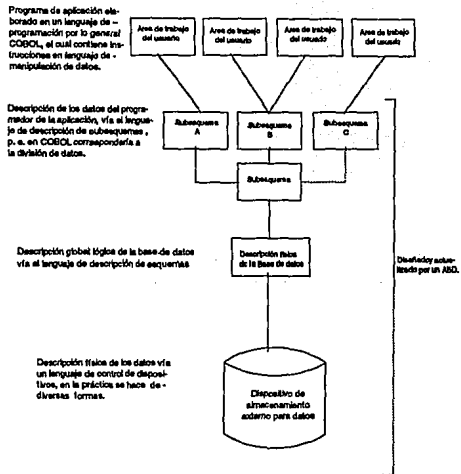 Programa de aplicación ela-
borado en un lenguaje de -
programación por lo general
COBOL, el cual contiene ins-
trucciones en lenguaje de -
manipulación de datos.
Area de trabajo
del usuario
Area de trabajo
del usuario
Area de trabajo
del usuario
Area de trabajo
del usuario
Descripción de los datos del progra-
mador de la aplicación, vía el lengua-
je de descripción de subesquemas,
p. e. en COBOL correspondería a
la división de datos.
Subesquema
A
Subesquema
B
Subesquema
C
Subesquema
Descripción global lógica de la base de datos
vía el lenguaje de descripción de esquemas
Descripción física
de la Base de datos
Diseñado y actua-
lizado por un ABD.
Descripción física de los datos vía
un lenguaje de control de disposi-
tivos, en la práctica se hace de -
diversas formas.
Dispositivo de
almacenamiento
externo para datos